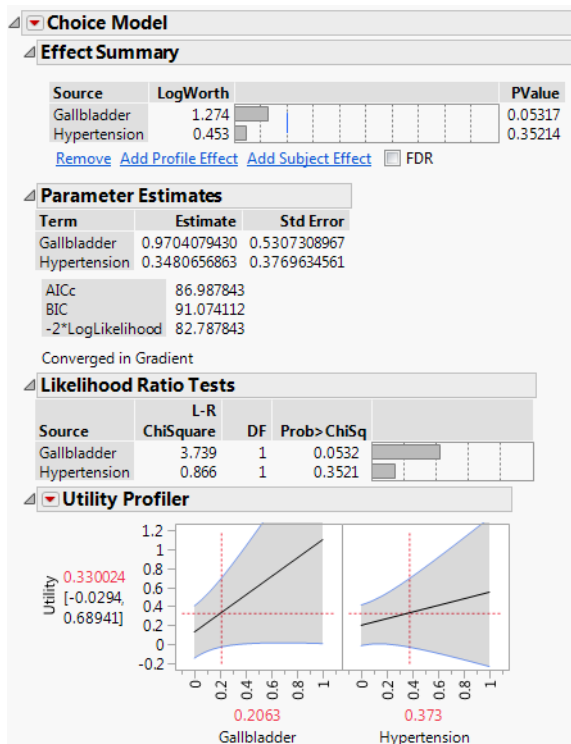 Choice Model
Effect Summary
Source LogWorth PValue
Gallbladder 1.274 0.05317
Hypertension 0.453 0.35214
Remove Add Profile Effect Add Subject Effect FDR
Parameter Estimates
Term Estimate Std Error
Gallbladder 0.9704079430 0.5307308967
Hypertension 0.3480656863 0.3769634561
AICc 86.987843
BIC 91.074112
-2*LogLikelihood 82.787843
Converged in Gradient
Likelihood Ratio Tests
L-R
Source ChiSquare DF Prob>ChiSq
Gallbladder 3.739 1 0.0532
Hypertension 0.866 1 0.3521
Utility Profiler
Utility
0.330024
[-0.0294,
0.68941]
1.2
1
0.8
0.6
0.4
0.2
0
-0.2
0 0.2 0.4 0.6 0.8 1 0 0.2 0.4 0.6 0.8 1
0.2063 0.373
Gallbladder Hypertension